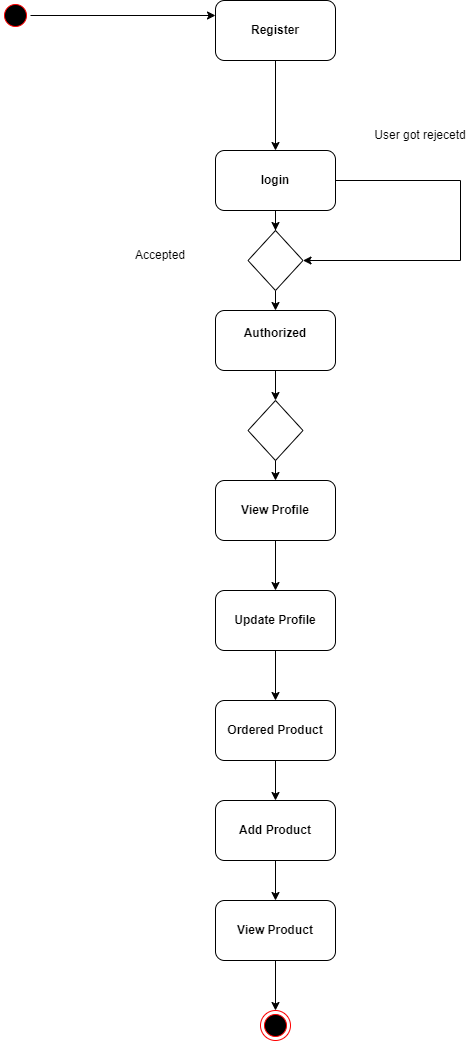 Register
User got rejecetd
login
Accepted
Authorized
View Profile
Update Profile
Ordered Product
Add Product
View Product